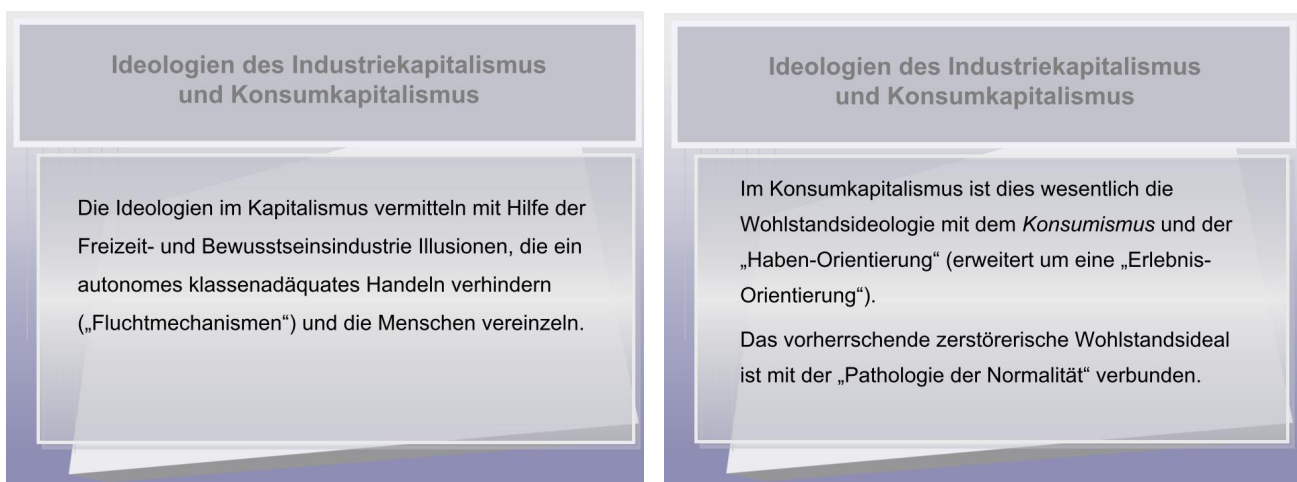 Ideologien des Industriekapitalismus
und Konsumkapitalismus
Die Ideologien im Kapitalismus vermitteln mit Hilfe der
Freizeit- und Bewusstseinsindustrie Illusionen, die ein
autonomes klassenadäquates Handeln verhindern
(„Fluchtmechanismen“) und die Menschen vereinzeln.
Ideologien des Industriekapitalismus
und Konsumkapitalismus
Im Konsumkapitalismus ist dies wesentlich die
Wohlstandsideologie mit dem Konsumismus und der
„Haben-Orientierung“ (erweitert um eine „Erlebnis-
Orientierung“).
Das vorherrschende zerstörerische Wohlstandsideal
ist mit der „Pathologie der Normalität“ verbunden.